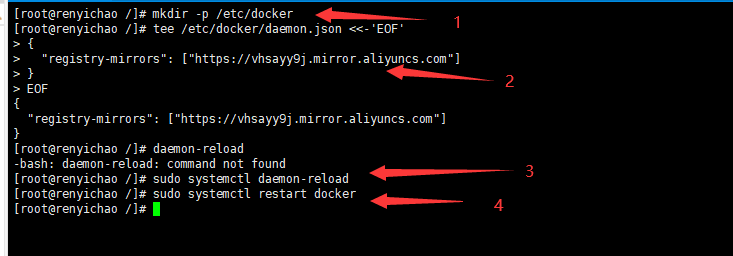 [root@renyichao /]# mkdir -p /etc/docker
1
[root@renyichao /]# tee /etc/docker/daemon.json <<-'EOF'
> {
>   "registry-mirrors": ["https://vhsayy9j.mirror.aliyuncs.com"]
> }
2
> EOF
{
  "registry-mirrors": ["https://vhsayy9j.mirror.aliyuncs.com"]
}
[root@renyichao /]# daemon-reload
-bash: daemon-reload: command not found
[root@renyichao /]# sudo systemctl daemon-reload
3
[root@renyichao /]# sudo systemctl restart docker
4
[root@renyichao /]#